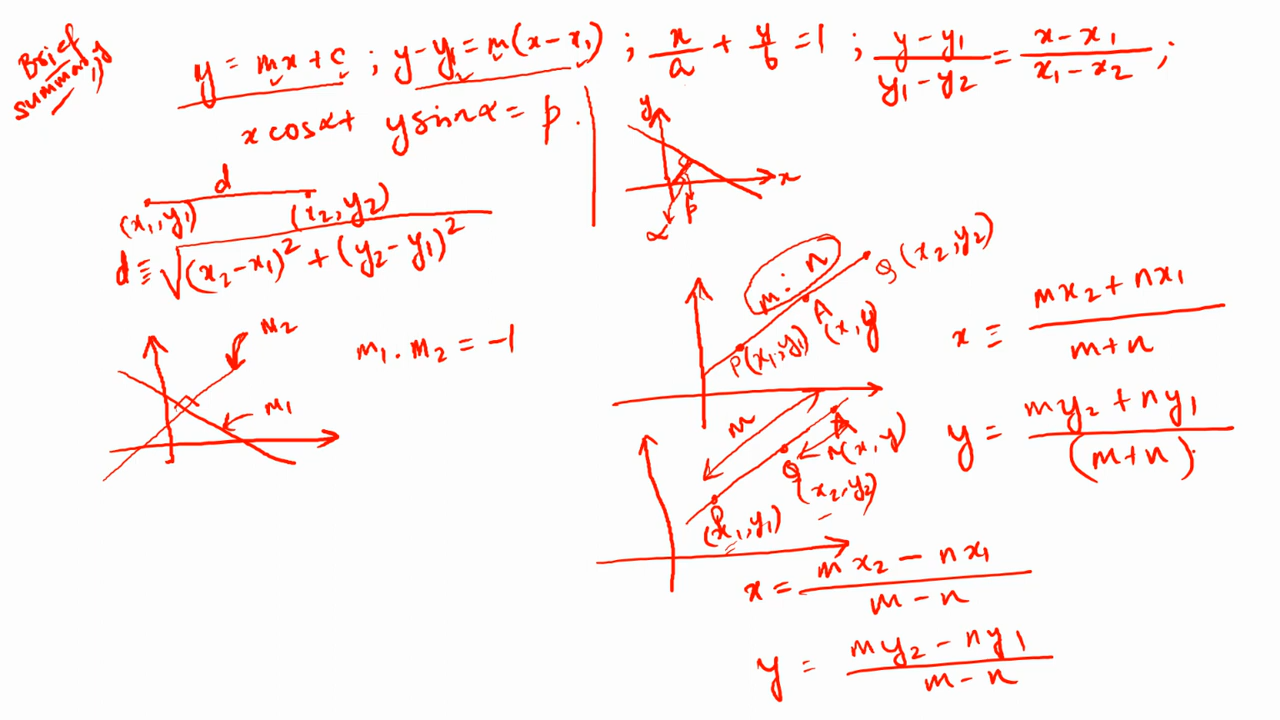 Brief
summary
y = mx + c ; y - y₁ = m(x - x₁) ; x/a + y/b = 1 ; (y - y₁)/(y₁ - y₂) = (x - x₁)/(x₁ - x₂) ;
x cosα + y sinα = p .
y
x
α
p
d
(x₁, y₁) (x₂, y₂)
d ≡ √((x₂ - x₁)² + (y₂ - y₁)²)
m₂
m₁
m₁ . m₂ = -1
m : n
Q (x₂, y₂)
A (x, y)
P(x₁, y₁)
x ≡ (mx₂ + nx₁)/(m + n)
y = (my₂ + ny₁)/(m + n)
m
A
n (x, y)
Q
(x₂, y₂)
P
(x₁, y₁)
x = (mx₂ - nx₁)/(m - n)
y = (my₂ - ny₁)/(m - n)